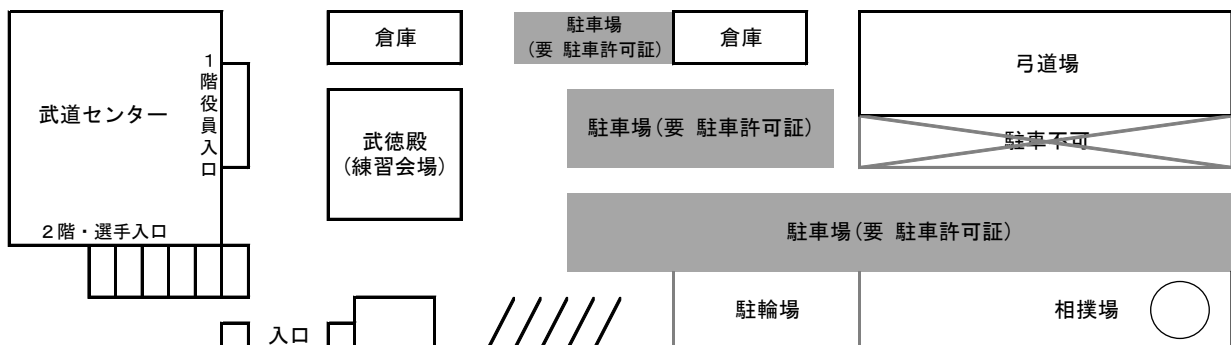 倉庫
駐車場
(要 駐車許可証)
倉庫
弓道場
1階役員入口
武道センター
武徳殿
(練習会場)
駐車場(要 駐車許可証)
駐車不可
2階・選手入口
駐車場(要 駐車許可証)
入口
駐輪場
相撲場